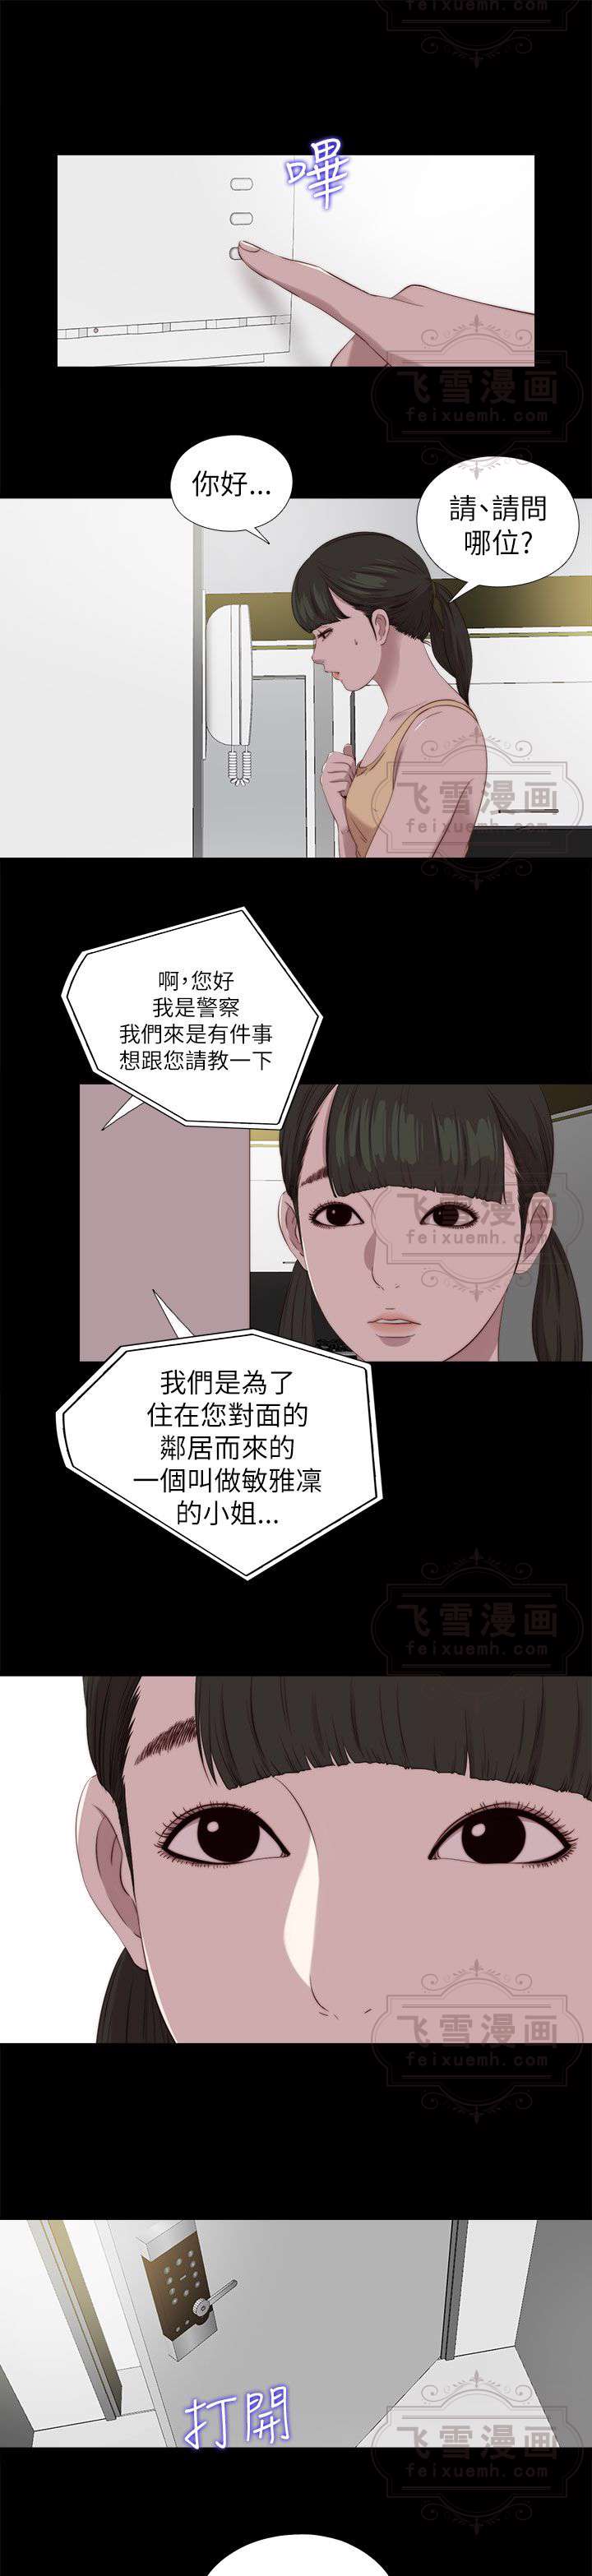 feixuemh.com
嗶
飞雪漫画
feixuemh.com
你好...
請、請問
哪位?
飞雪漫画
feixuemh.com
啊,您好
我是警察
我們來是有件事
想跟您請教一下
飞雪漫画
feixuemh.com
我們是為了
住在您對面的
鄰居而來的
一個叫做敏雅凜
的小姐...
飞雪漫画
feixuemh.com
飞雪漫画
feixuemh.com
打開
飞雪漫画
feixuemh.com